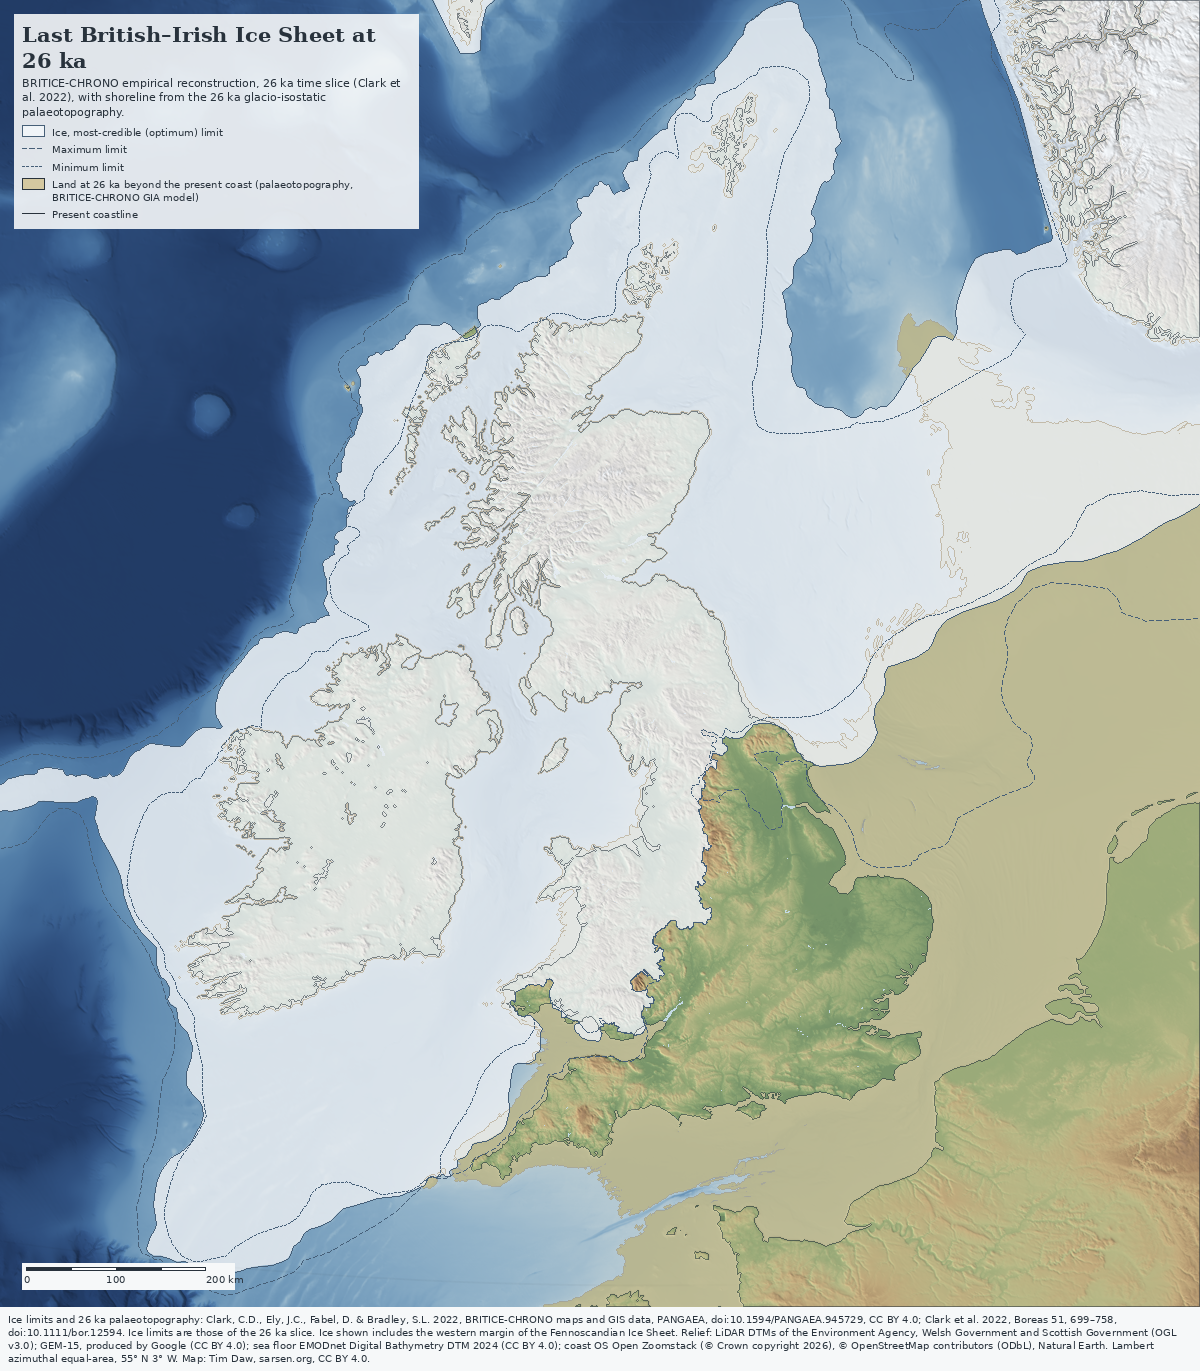 Last British–Irish Ice Sheet at
26 ka
BRITICE-CHRONO empirical reconstruction, 26 ka time slice (Clark et
al. 2022), with shoreline from the 26 ka glacio-isostatic
palaeotopography.
Ice, most-credible (optimum) limit
Maximum limit
Minimum limit
Land at 26 ka beyond the present coast (palaeotopography,
BRITICE-CHRONO GIA model)
Present coastline
0 100 200 km
Ice limits and 26 ka palaeotopography: Clark, C.D., Ely, J.C., Fabel, D. & Bradley, S.L. 2022, BRITICE-CHRONO maps and GIS data, PANGAEA, doi:10.1594/PANGAEA.945729, CC BY 4.0; Clark et al. 2022, Boreas 51, 699–758,
doi:10.1111/bor.12594. Ice limits are those of the 26 ka slice. Ice shown includes the western margin of the Fennoscandian Ice Sheet. Relief: LiDAR DTMs of the Environment Agency, Welsh Government and Scottish Government (OGL
v3.0); GEM-15, produced by Google (CC BY 4.0); sea floor EMODnet Digital Bathymetry DTM 2024 (CC BY 4.0); coast OS Open Zoomstack (© Crown copyright 2026), © OpenStreetMap contributors (ODbL), Natural Earth. Lambert
azimuthal equal-area, 55° N 3° W. Map: Tim Daw, sarsen.org, CC BY 4.0.